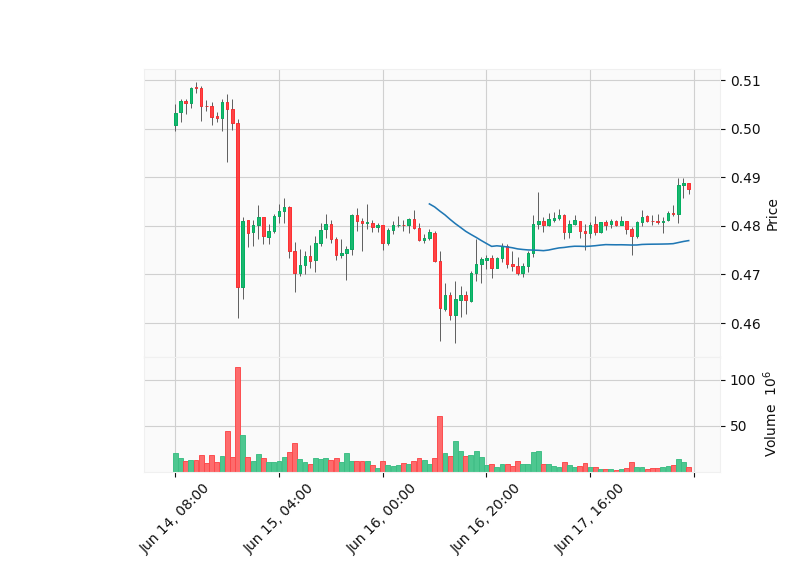 0.51
0.50
0.49
0.48
0.47
0.46
Price
100
50
Volume 10^6
Jun 14, 08:00
Jun 15, 04:00
Jun 16, 00:00
Jun 16, 20:00
Jun 17, 16:00